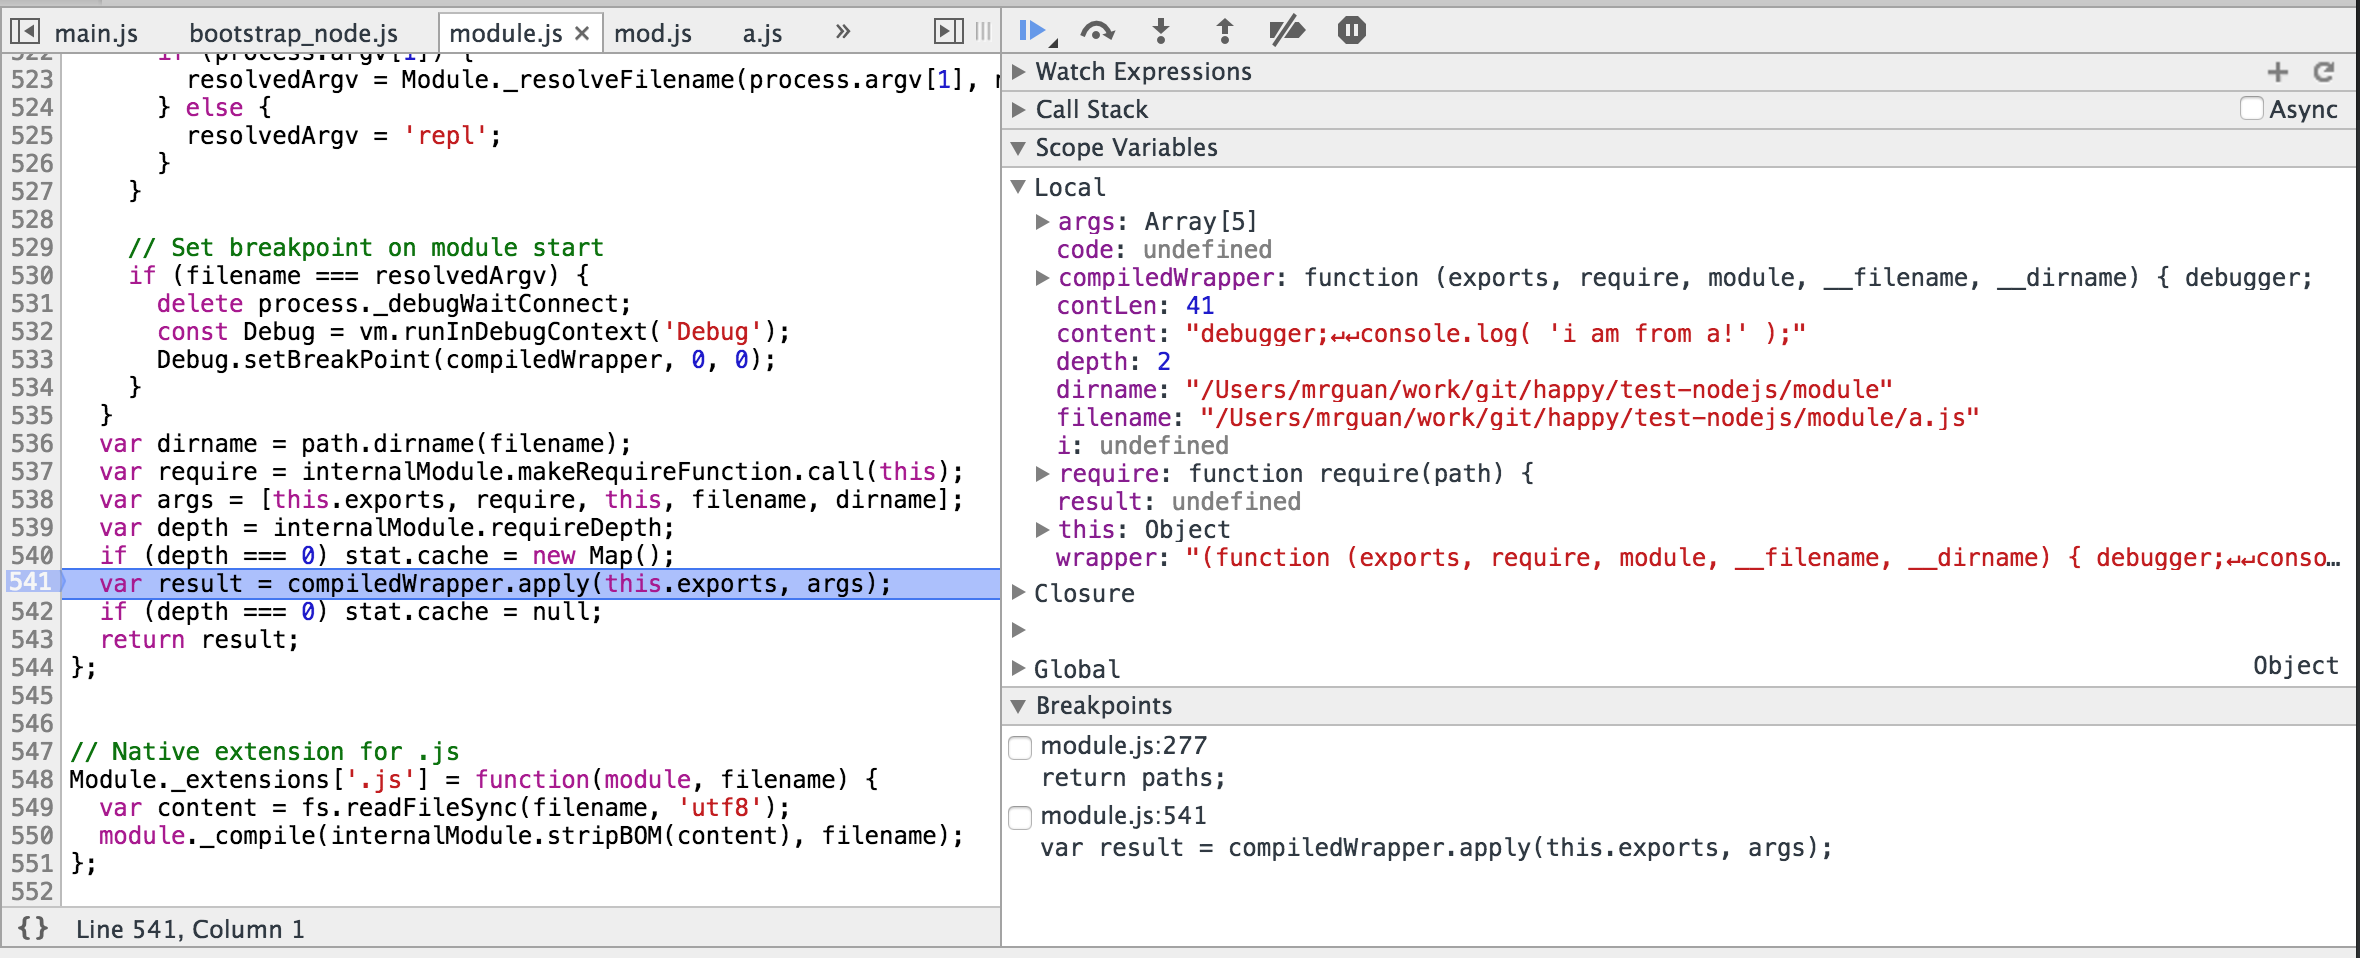 main.js bootstrap_node.js module.js × mod.js a.js »
522 if (process.argv[1]) {
523 resolvedArgv = Module._resolveFilename(process.argv[1],
524 } else {
525 resolvedArgv = 'repl';
526 }
527 }
528
529 // Set breakpoint on module start
530 if (filename === resolvedArgv) {
531 delete process._debugWaitConnect;
532 const Debug = vm.runInDebugContext('Debug');
533 Debug.setBreakPoint(compiledWrapper, 0, 0);
534 }
535 }
536 var dirname = path.dirname(filename);
537 var require = internalModule.makeRequireFunction.call(this);
538 var args = [this.exports, require, this, filename, dirname];
539 var depth = internalModule.requireDepth;
540 if (depth === 0) stat.cache = new Map();
541 var result = compiledWrapper.apply(this.exports, args);
542 if (depth === 0) stat.cache = null;
543 return result;
544 };
545
546
547 // Native extension for .js
548 Module._extensions['.js'] = function(module, filename) {
549 var content = fs.readFileSync(filename, 'utf8');
550 module._compile(internalModule.stripBOM(content), filename);
551 };
552
{} Line 541, Column 1
Watch Expressions
Call Stack Async
Scope Variables
Local
args: Array[5]
code: undefined
compiledWrapper: function (exports, require, module, __filename, __dirname) { debugger;
contLen: 41
content: "debugger;↵↵console.log( 'i am from a!' );"
depth: 2
dirname: "/Users/mrguan/work/git/happy/test-nodejs/module"
filename: "/Users/mrguan/work/git/happy/test-nodejs/module/a.js"
i: undefined
require: function require(path) {
result: undefined
this: Object
wrapper: "(function (exports, require, module, __filename, __dirname) { debugger;↵↵conso…
Closure
Global Object
Breakpoints
module.js:277
return paths;
module.js:541
var result = compiledWrapper.apply(this.exports, args);